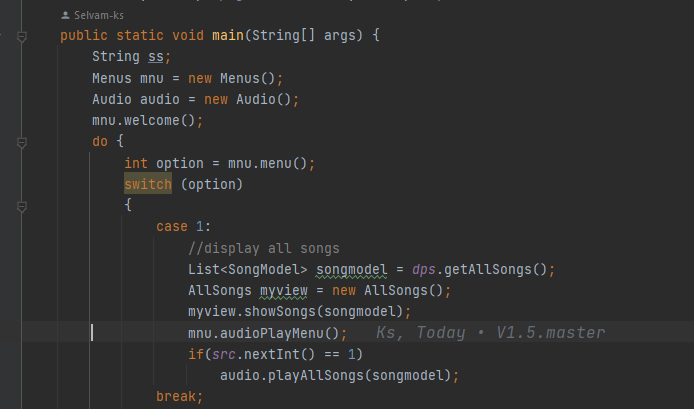 Selvam-ks
public static void main(String[] args) {
String ss;
Menus mnu = new Menus();
Audio audio = new Audio();
mnu.welcome();
do {
int option = mnu.menu();
switch (option)
{
case 1:
//display all songs
List<SongModel> songmodel = dps.getAllSongs();
AllSongs myview = new AllSongs();
myview.showSongs(songmodel);
mnu.audioPlayMenu(); Ks, Today • V1.5.master
if(src.nextInt() == 1)
audio.playAllSongs(songmodel);
break;